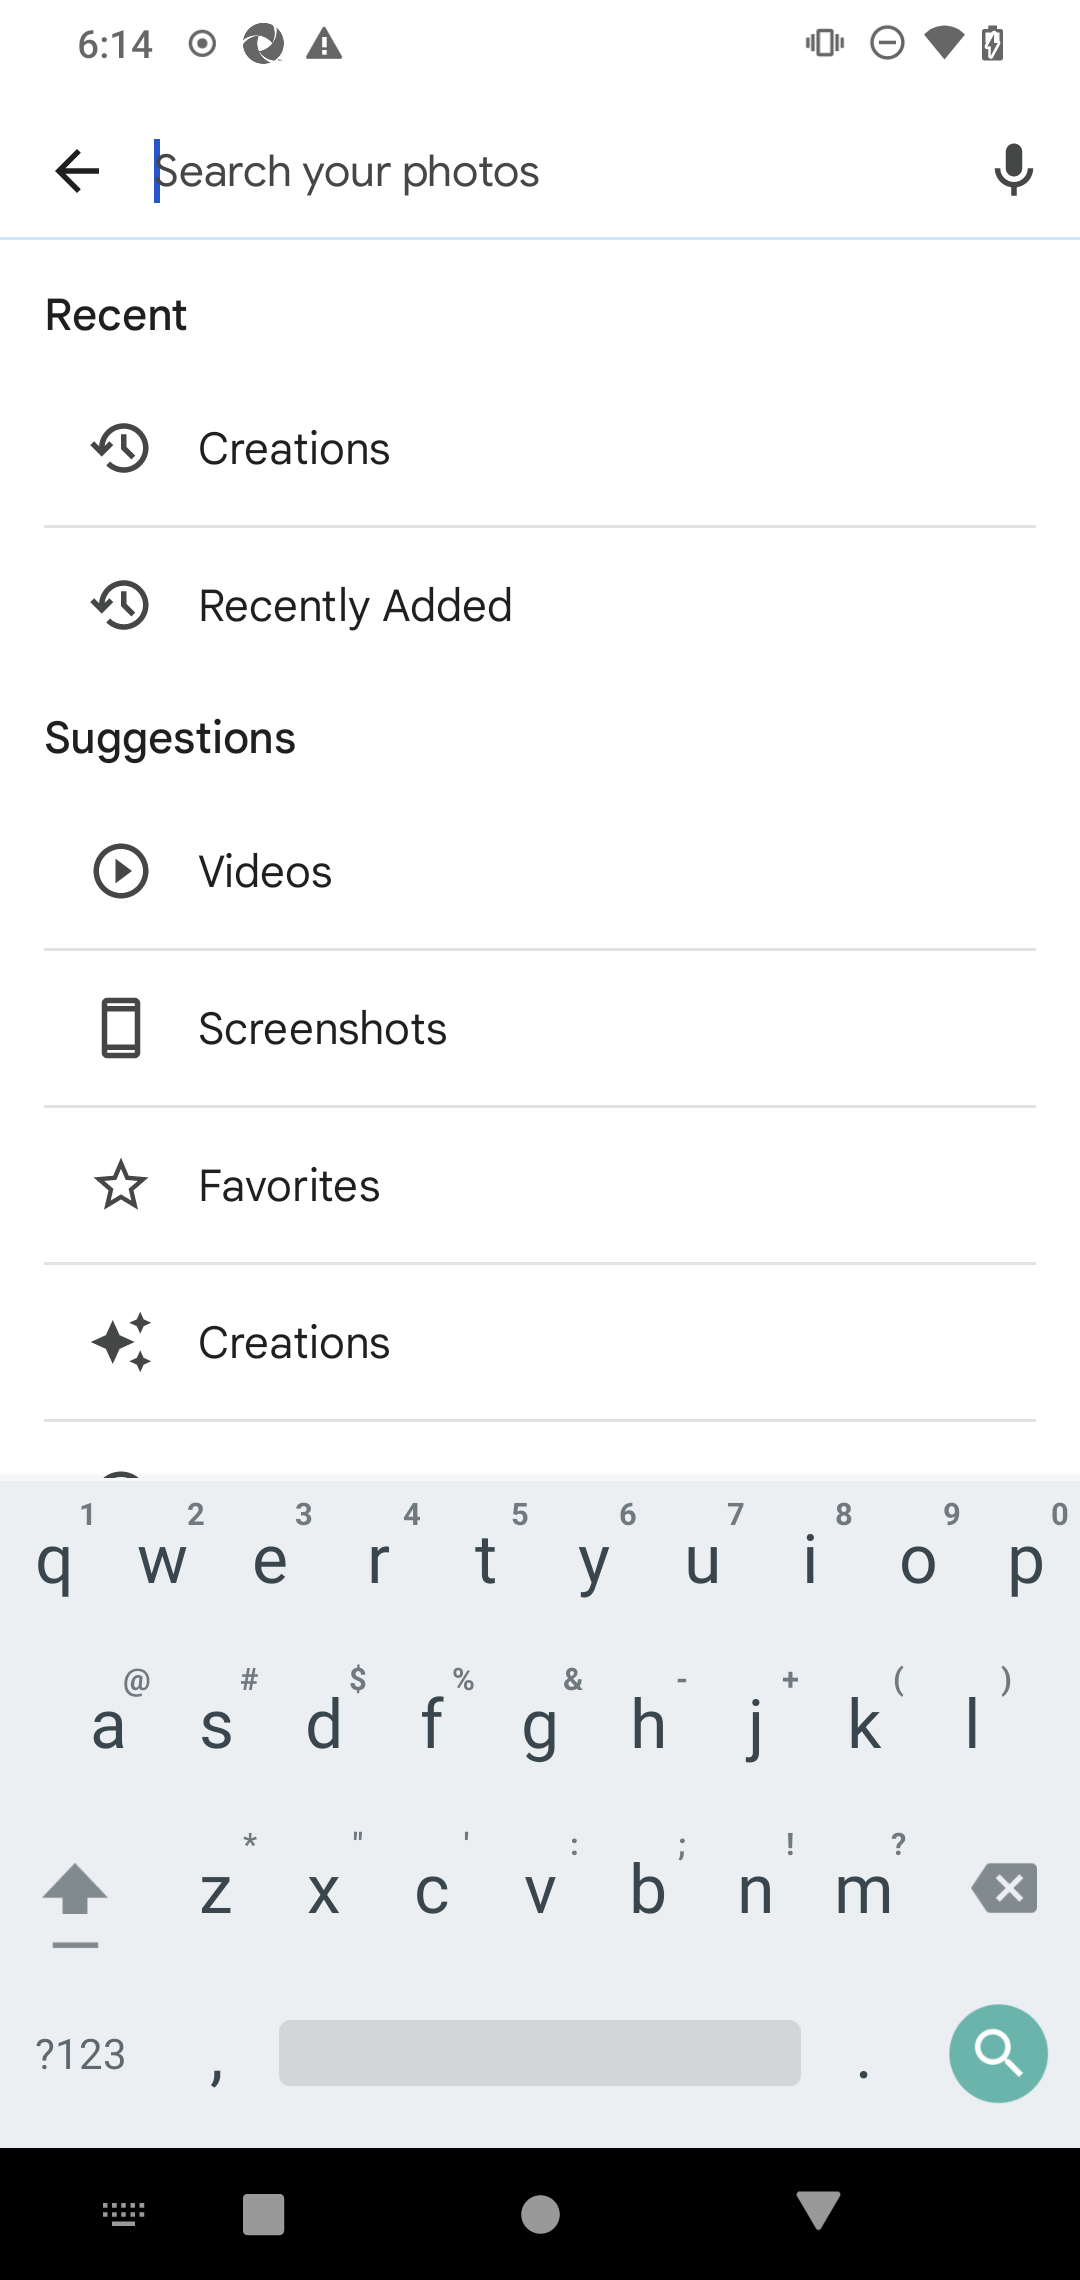 6:14
Search your photos
Recent
Creations
Recently Added
Suggestions
Videos
Screenshots
Favorites
Creations
1 2 3 4 5 6 7 8 9 0
q w e r t y u i o p
@ # $ % & - + ( )
a s d f g h j k l
* " ' : ; ! ?
z x c v b n m
?123 , .